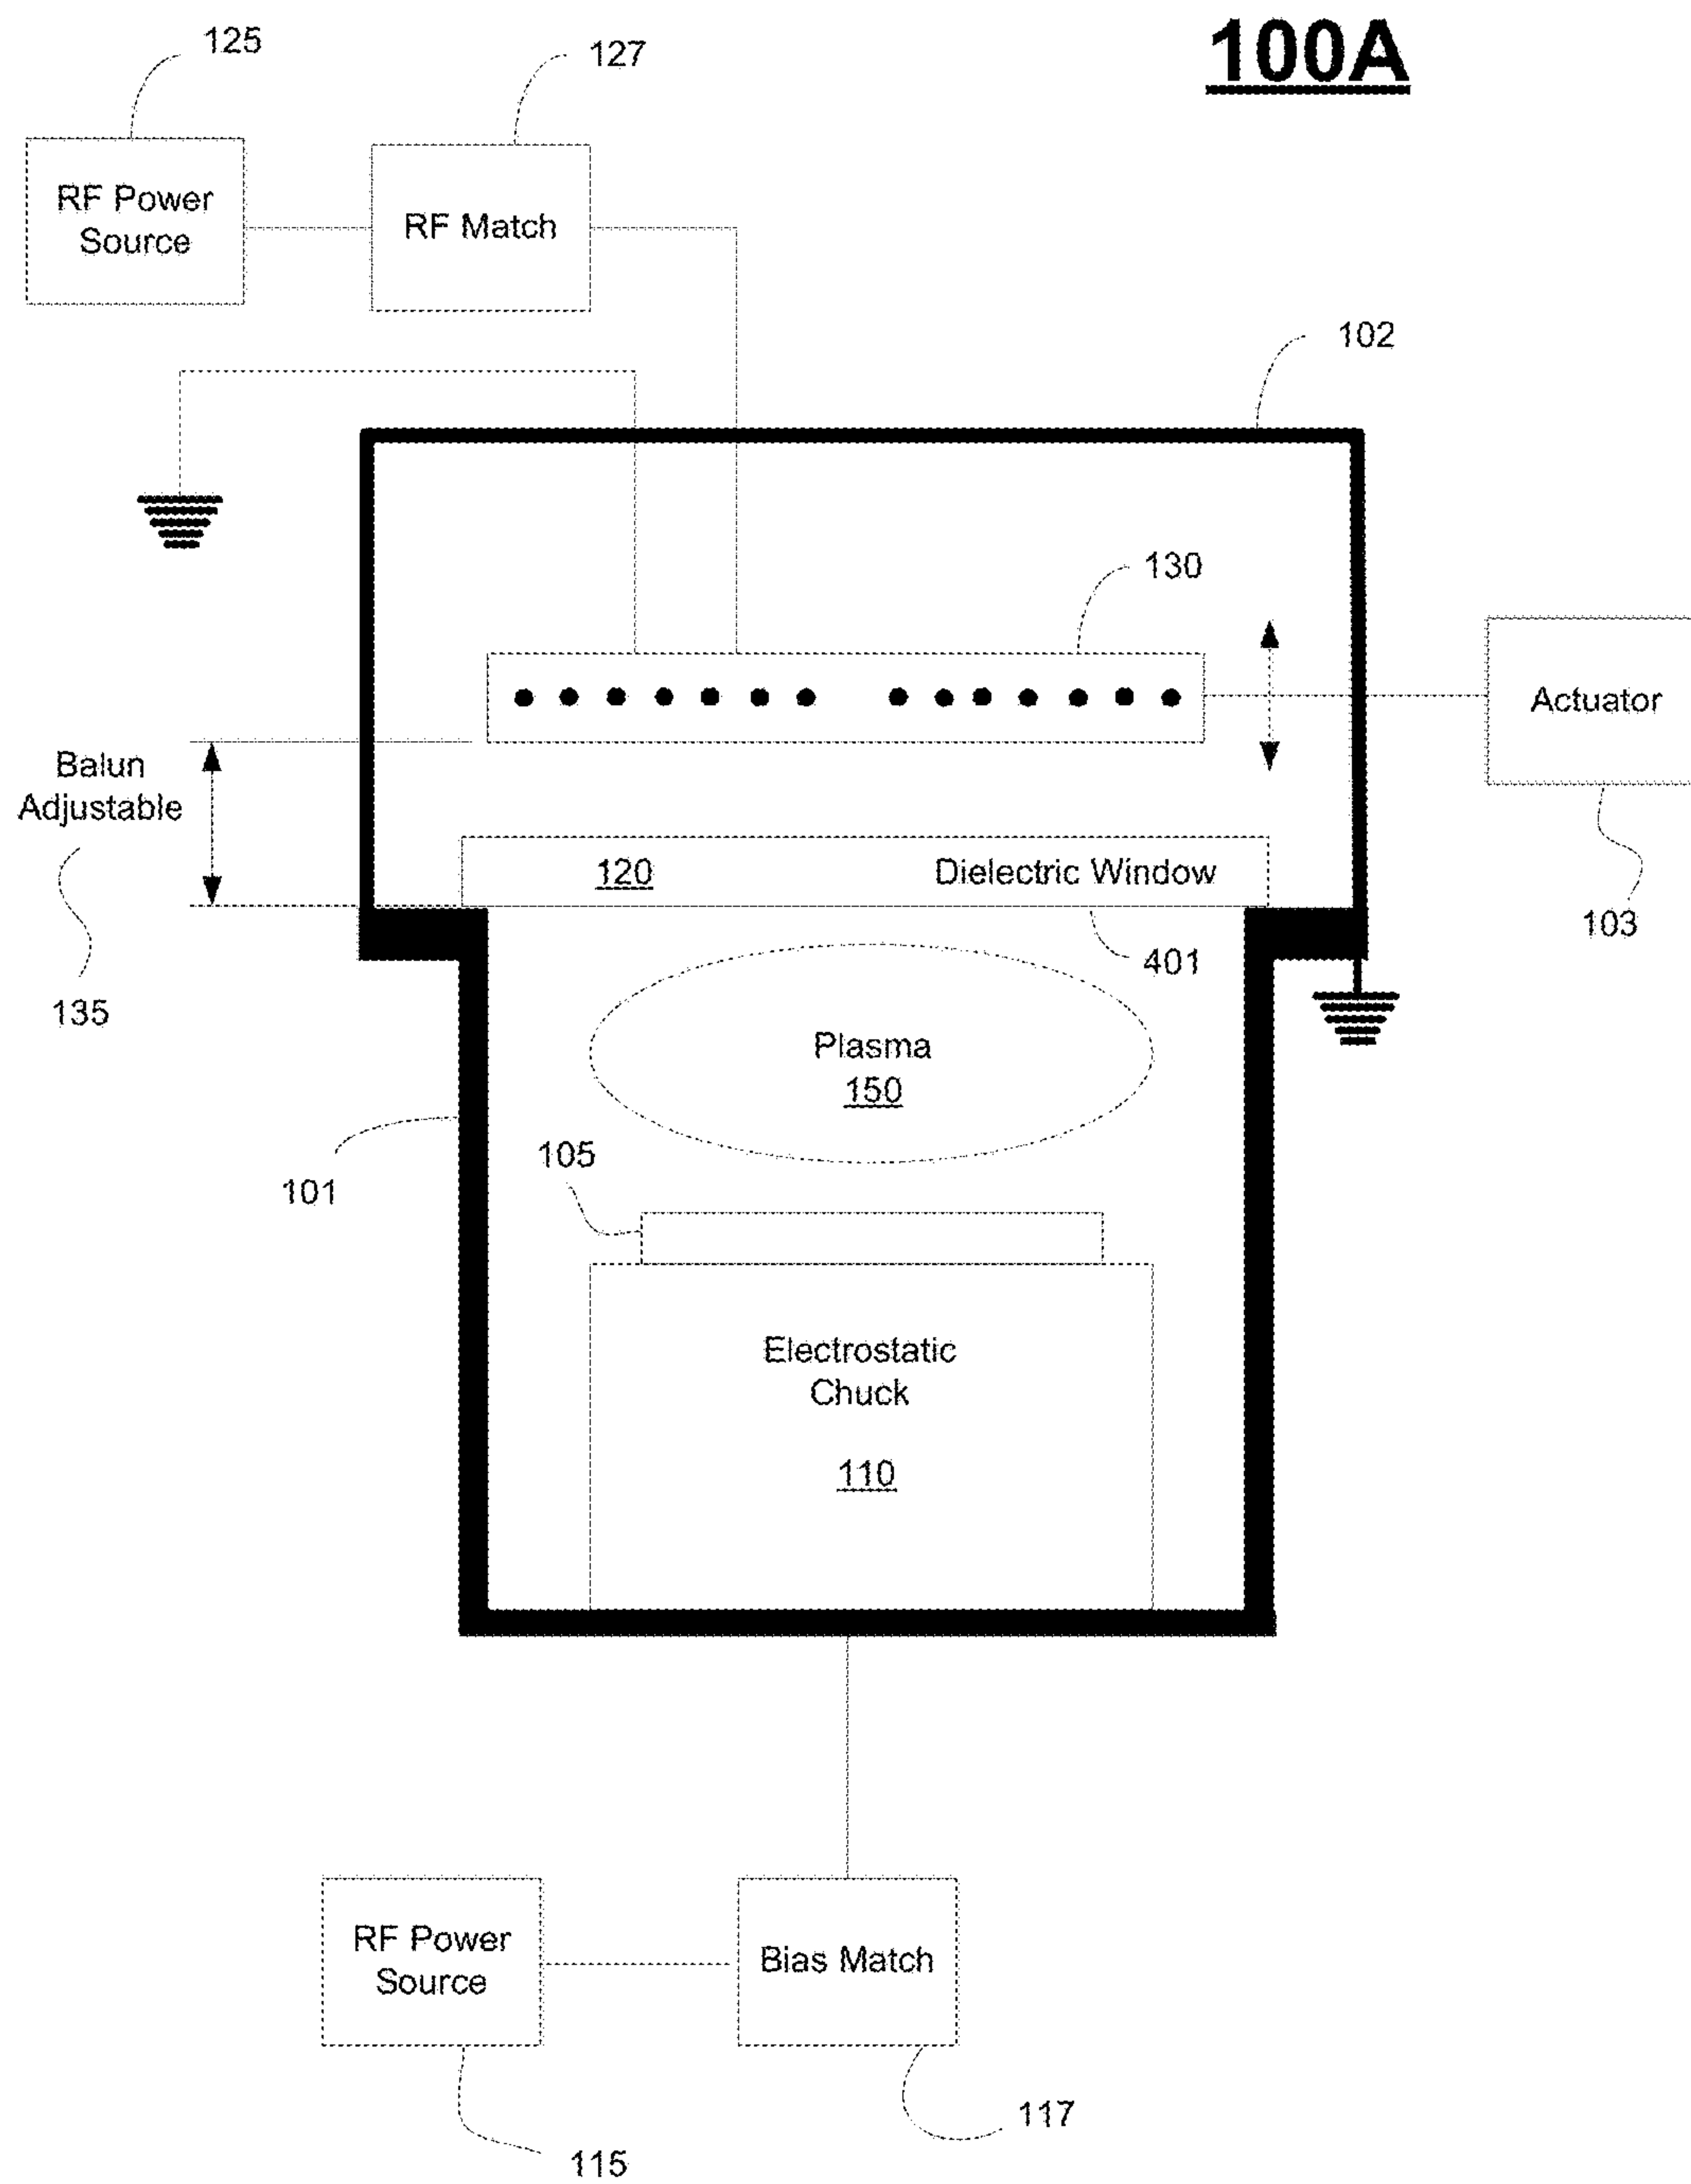 100A
125
127
RF Power
Source
RF Match
102
130
Actuator
Balun
Adjustable
120
Dielectric Window
103
401
135
Plasma
150
105
101
Electrostatic
Chuck
110
RF Power
Source
Bias Match
117
115